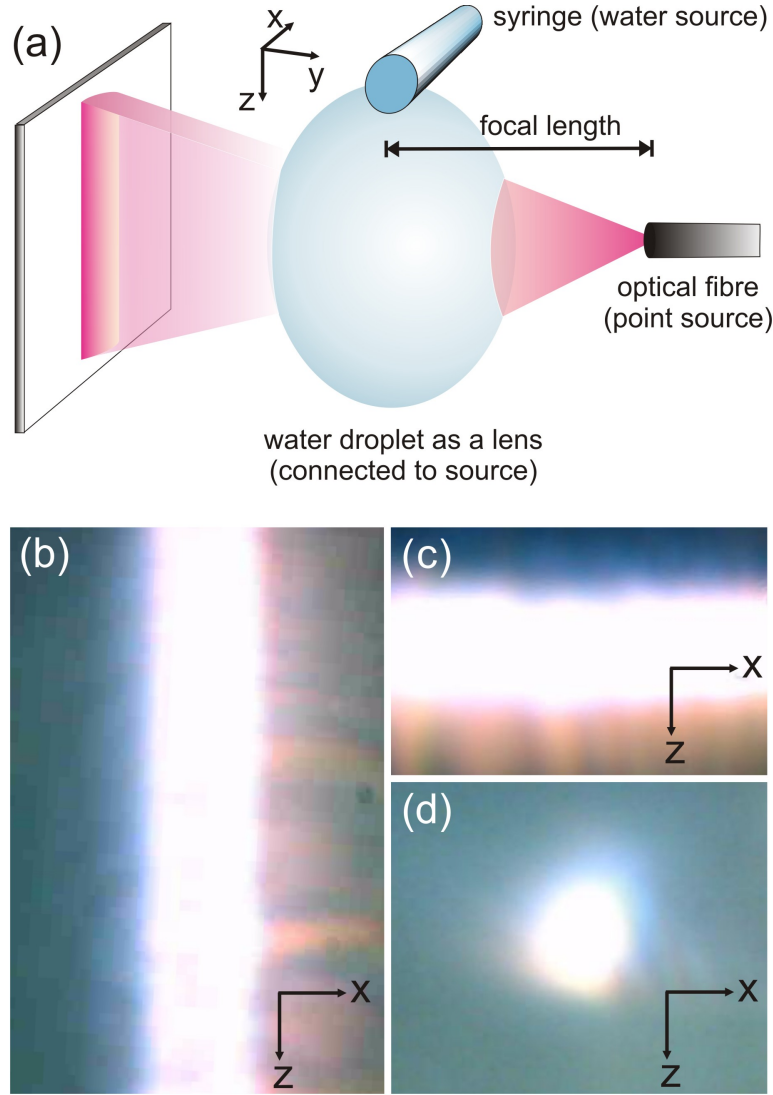 (a)
x
y
z
syringe (water source)
focal length
optical fibre
(point source)
water droplet as a lens
(connected to source)
(b)
x
z
(c)
x
z
(d)
x
z